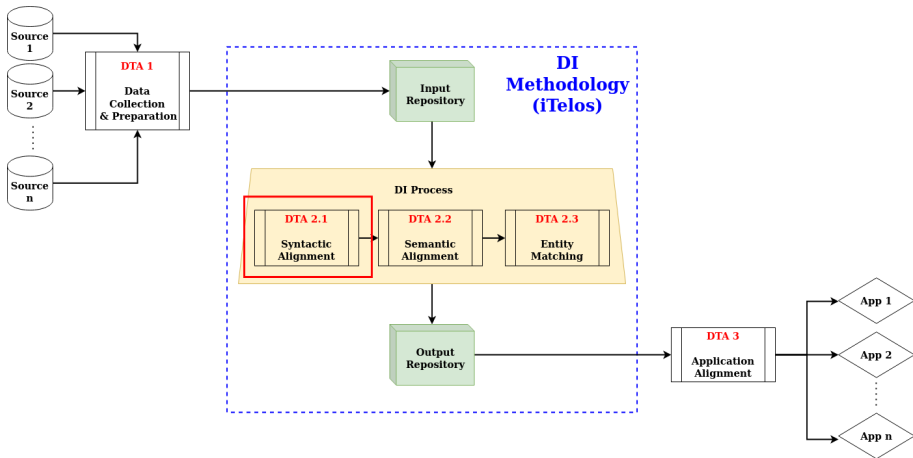 Source
1
Source
2
Source
n
DTA 1
Data
Collection
& Preparation
DI
Methodology
(iTelos)
Input
Repository
DI Process
DTA 2.1
Syntactic
Alignment
DTA 2.2
Semantic
Alignment
DTA 2.3
Entity
Matching
Output
Repository
DTA 3
Application
Alignment
App 1
App 2
App n